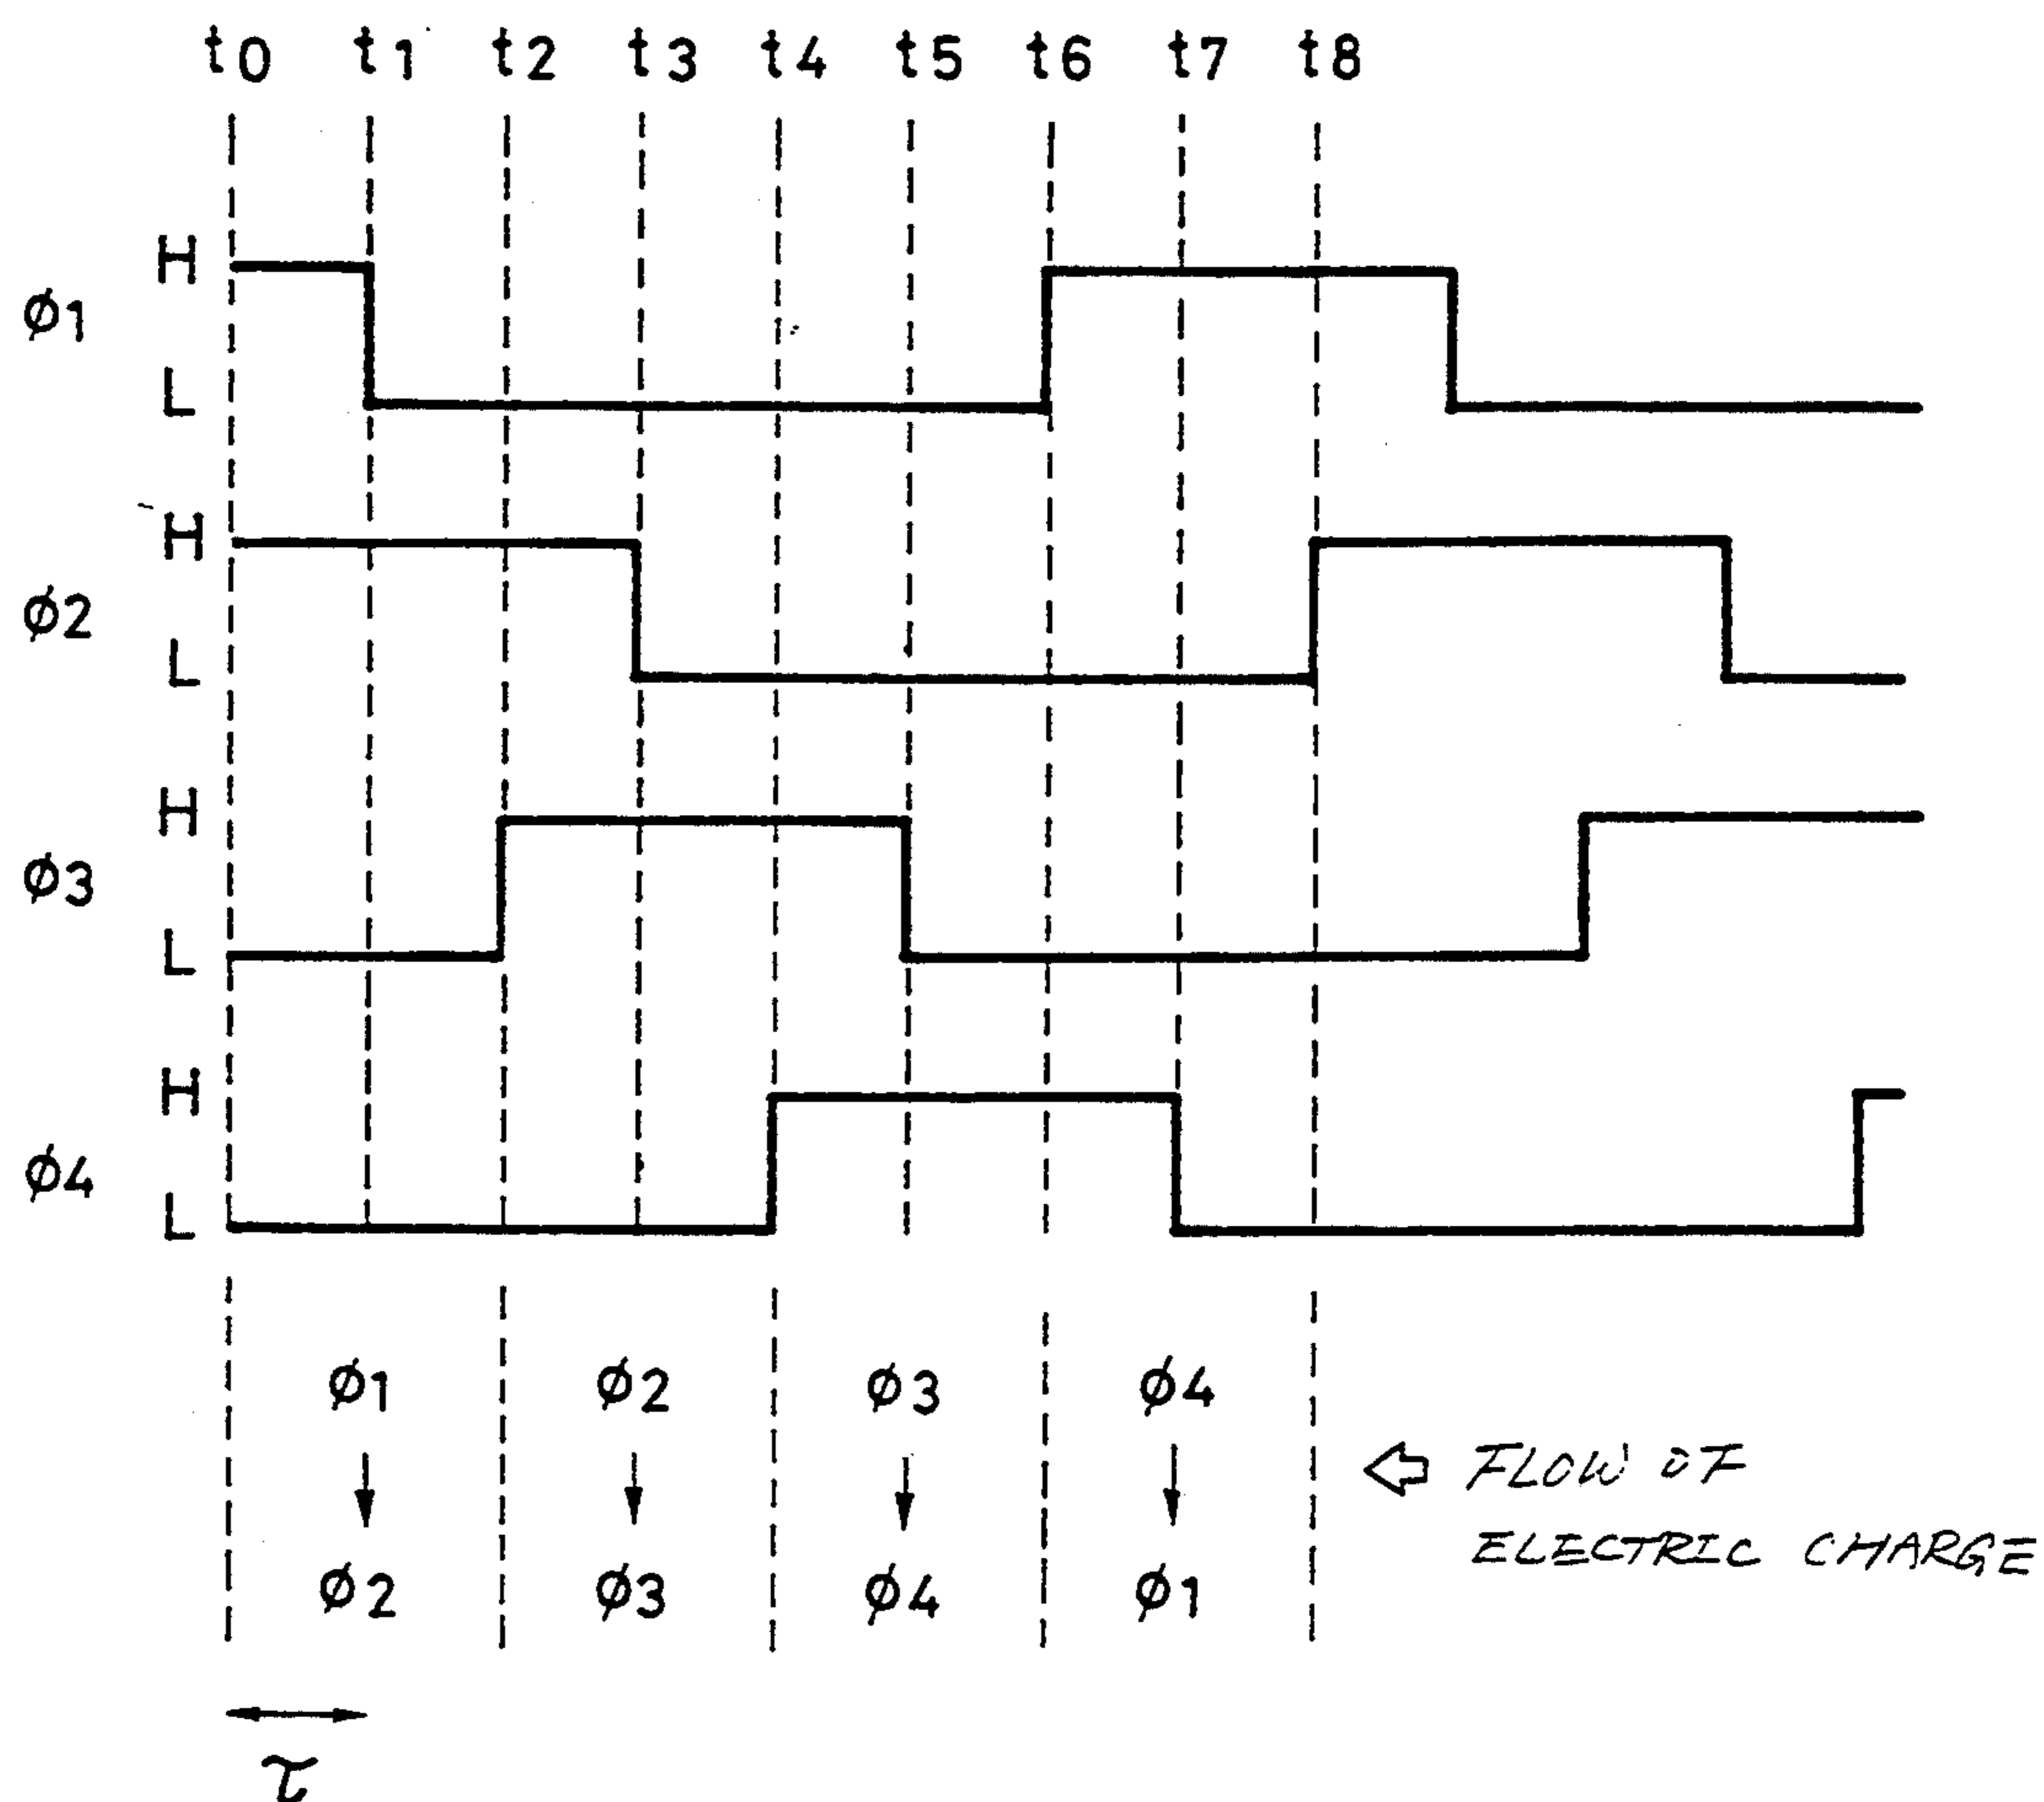 t0 t1 t2 t3 t4 t5 t6 t7 t8
H
ø1
L
H
ø2
L
H
ø3
L
H
ø4
L
ø1 ø2 ø3 ø4
FLOW OF
ELECTRIC CHARGE
ø2 ø3 ø4 ø1
τ